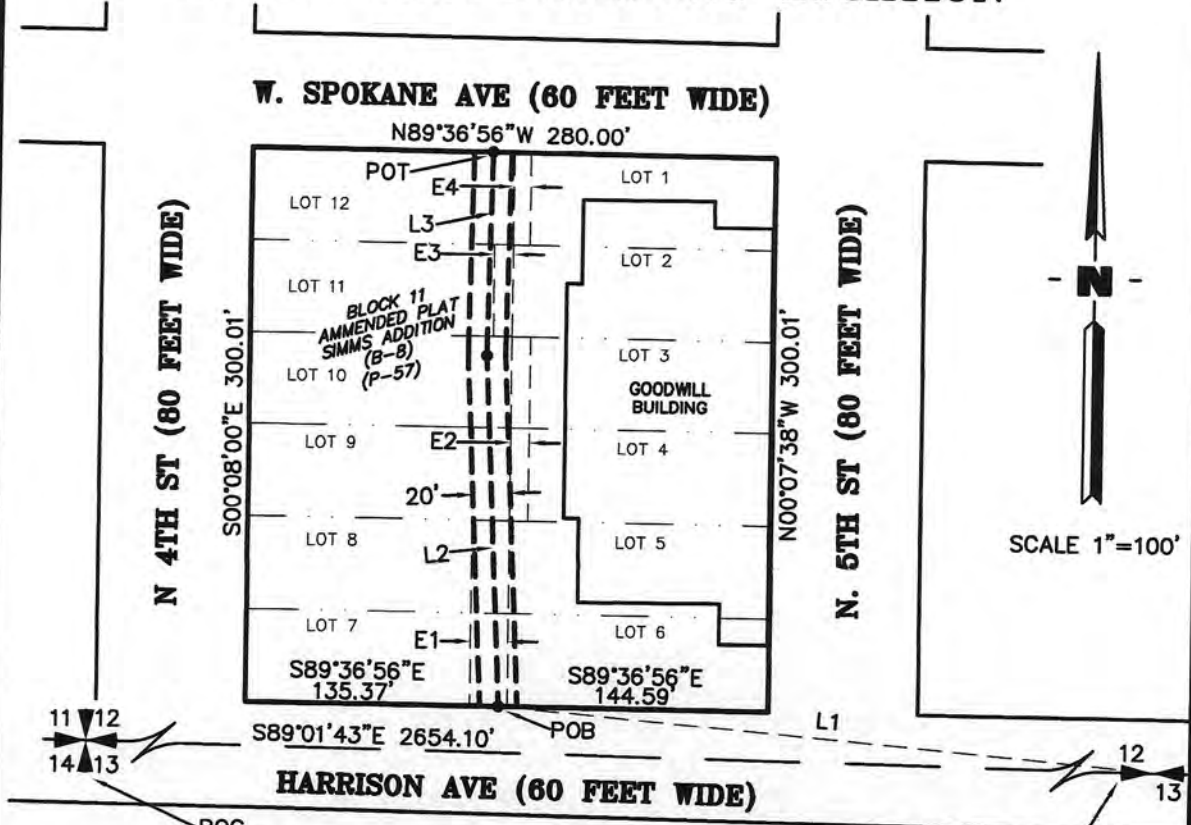 W. SPOKANE AVE (60 FEET WIDE)
N89°36'56"W 280.00'
POT
LOT 1
E4
LOT 12
L3
E3
LOT 2
LOT 11
BLOCK 11
AMMENDED PLAT
SIMMS ADDITION
(B-8)
(P-57)
LOT 10
LOT 3
GOODWILL
BUILDING
N 4TH ST (80 FEET WIDE)
S00°08'00"E 300.01'
N00°07'38"W 300.01'
N. 5TH ST (80 FEET WIDE)
N
SCALE 1"=100'
LOT 9
E2
LOT 4
20'
LOT 8
L2
LOT 5
LOT 7
E1
LOT 6
S89°36'56"E
135.37'
S89°36'56"E
144.59'
11 12
14 13
S89°01'43"E 2654.10'
POB
L1
12
13
HARRISON AVE (60 FEET WIDE)
POC